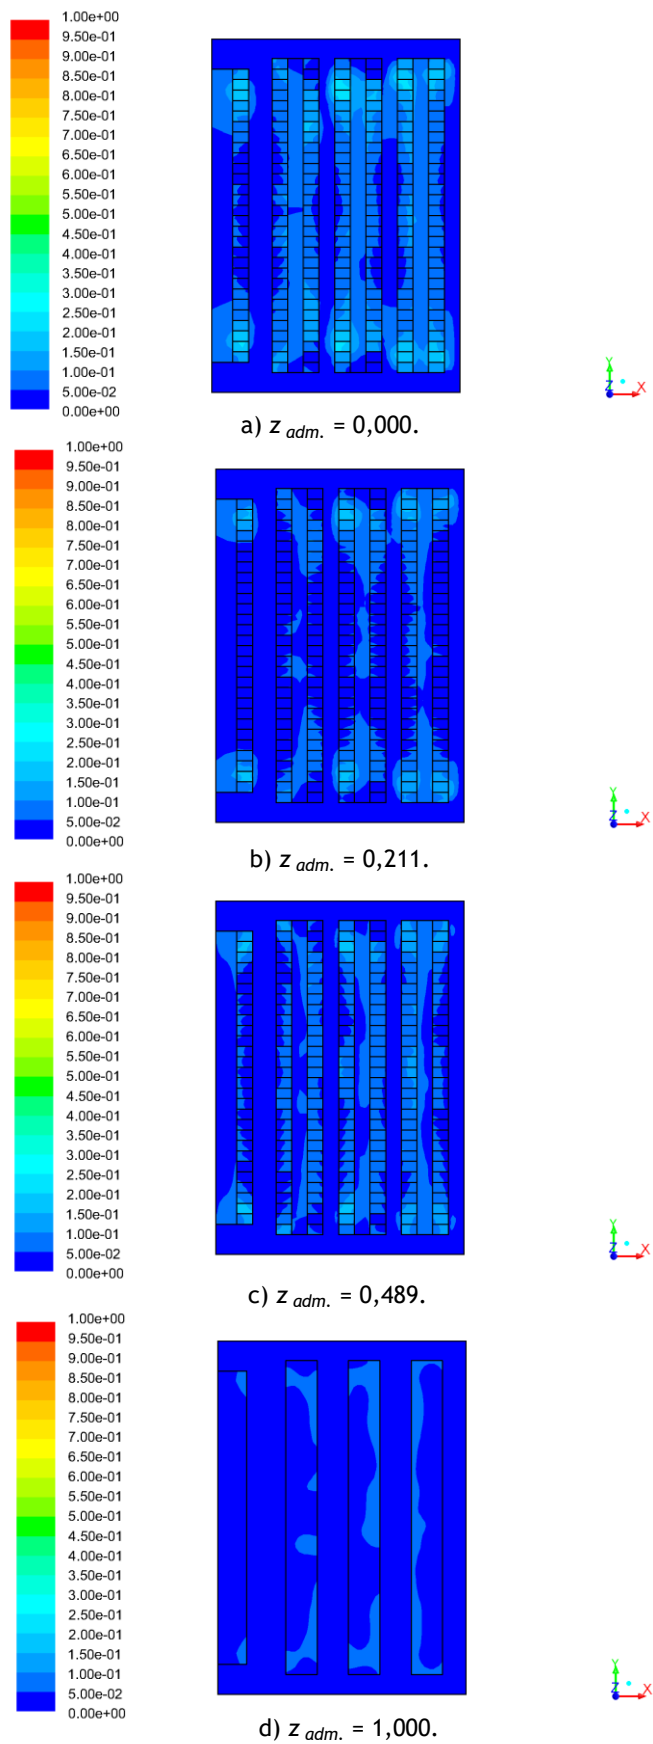 1.00e+00
9.50e-01
9.00e-01
8.50e-01
8.00e-01
7.50e-01
7.00e-01
6.50e-01
6.00e-01
5.50e-01
5.00e-01
4.50e-01
4.00e-01
3.50e-01
3.00e-01
2.50e-01
2.00e-01
1.50e-01
1.00e-01
5.00e-02
0.00e+00
Y
Z X
a) z adm. = 0,000.
1.00e+00
9.50e-01
9.00e-01
8.50e-01
8.00e-01
7.50e-01
7.00e-01
6.50e-01
6.00e-01
5.50e-01
5.00e-01
4.50e-01
4.00e-01
3.50e-01
3.00e-01
2.50e-01
2.00e-01
1.50e-01
1.00e-01
5.00e-02
0.00e+00
Y
Z X
b) z adm. = 0,211.
1.00e+00
9.50e-01
9.00e-01
8.50e-01
8.00e-01
7.50e-01
7.00e-01
6.50e-01
6.00e-01
5.50e-01
5.00e-01
4.50e-01
4.00e-01
3.50e-01
3.00e-01
2.50e-01
2.00e-01
1.50e-01
1.00e-01
5.00e-02
0.00e+00
Y
Z X
c) z adm. = 0,489.
1.00e+00
9.50e-01
9.00e-01
8.50e-01
8.00e-01
7.50e-01
7.00e-01
6.50e-01
6.00e-01
5.50e-01
5.00e-01
4.50e-01
4.00e-01
3.50e-01
3.00e-01
2.50e-01
2.00e-01
1.50e-01
1.00e-01
5.00e-02
0.00e+00
Y
Z X
d) z adm. = 1,000.